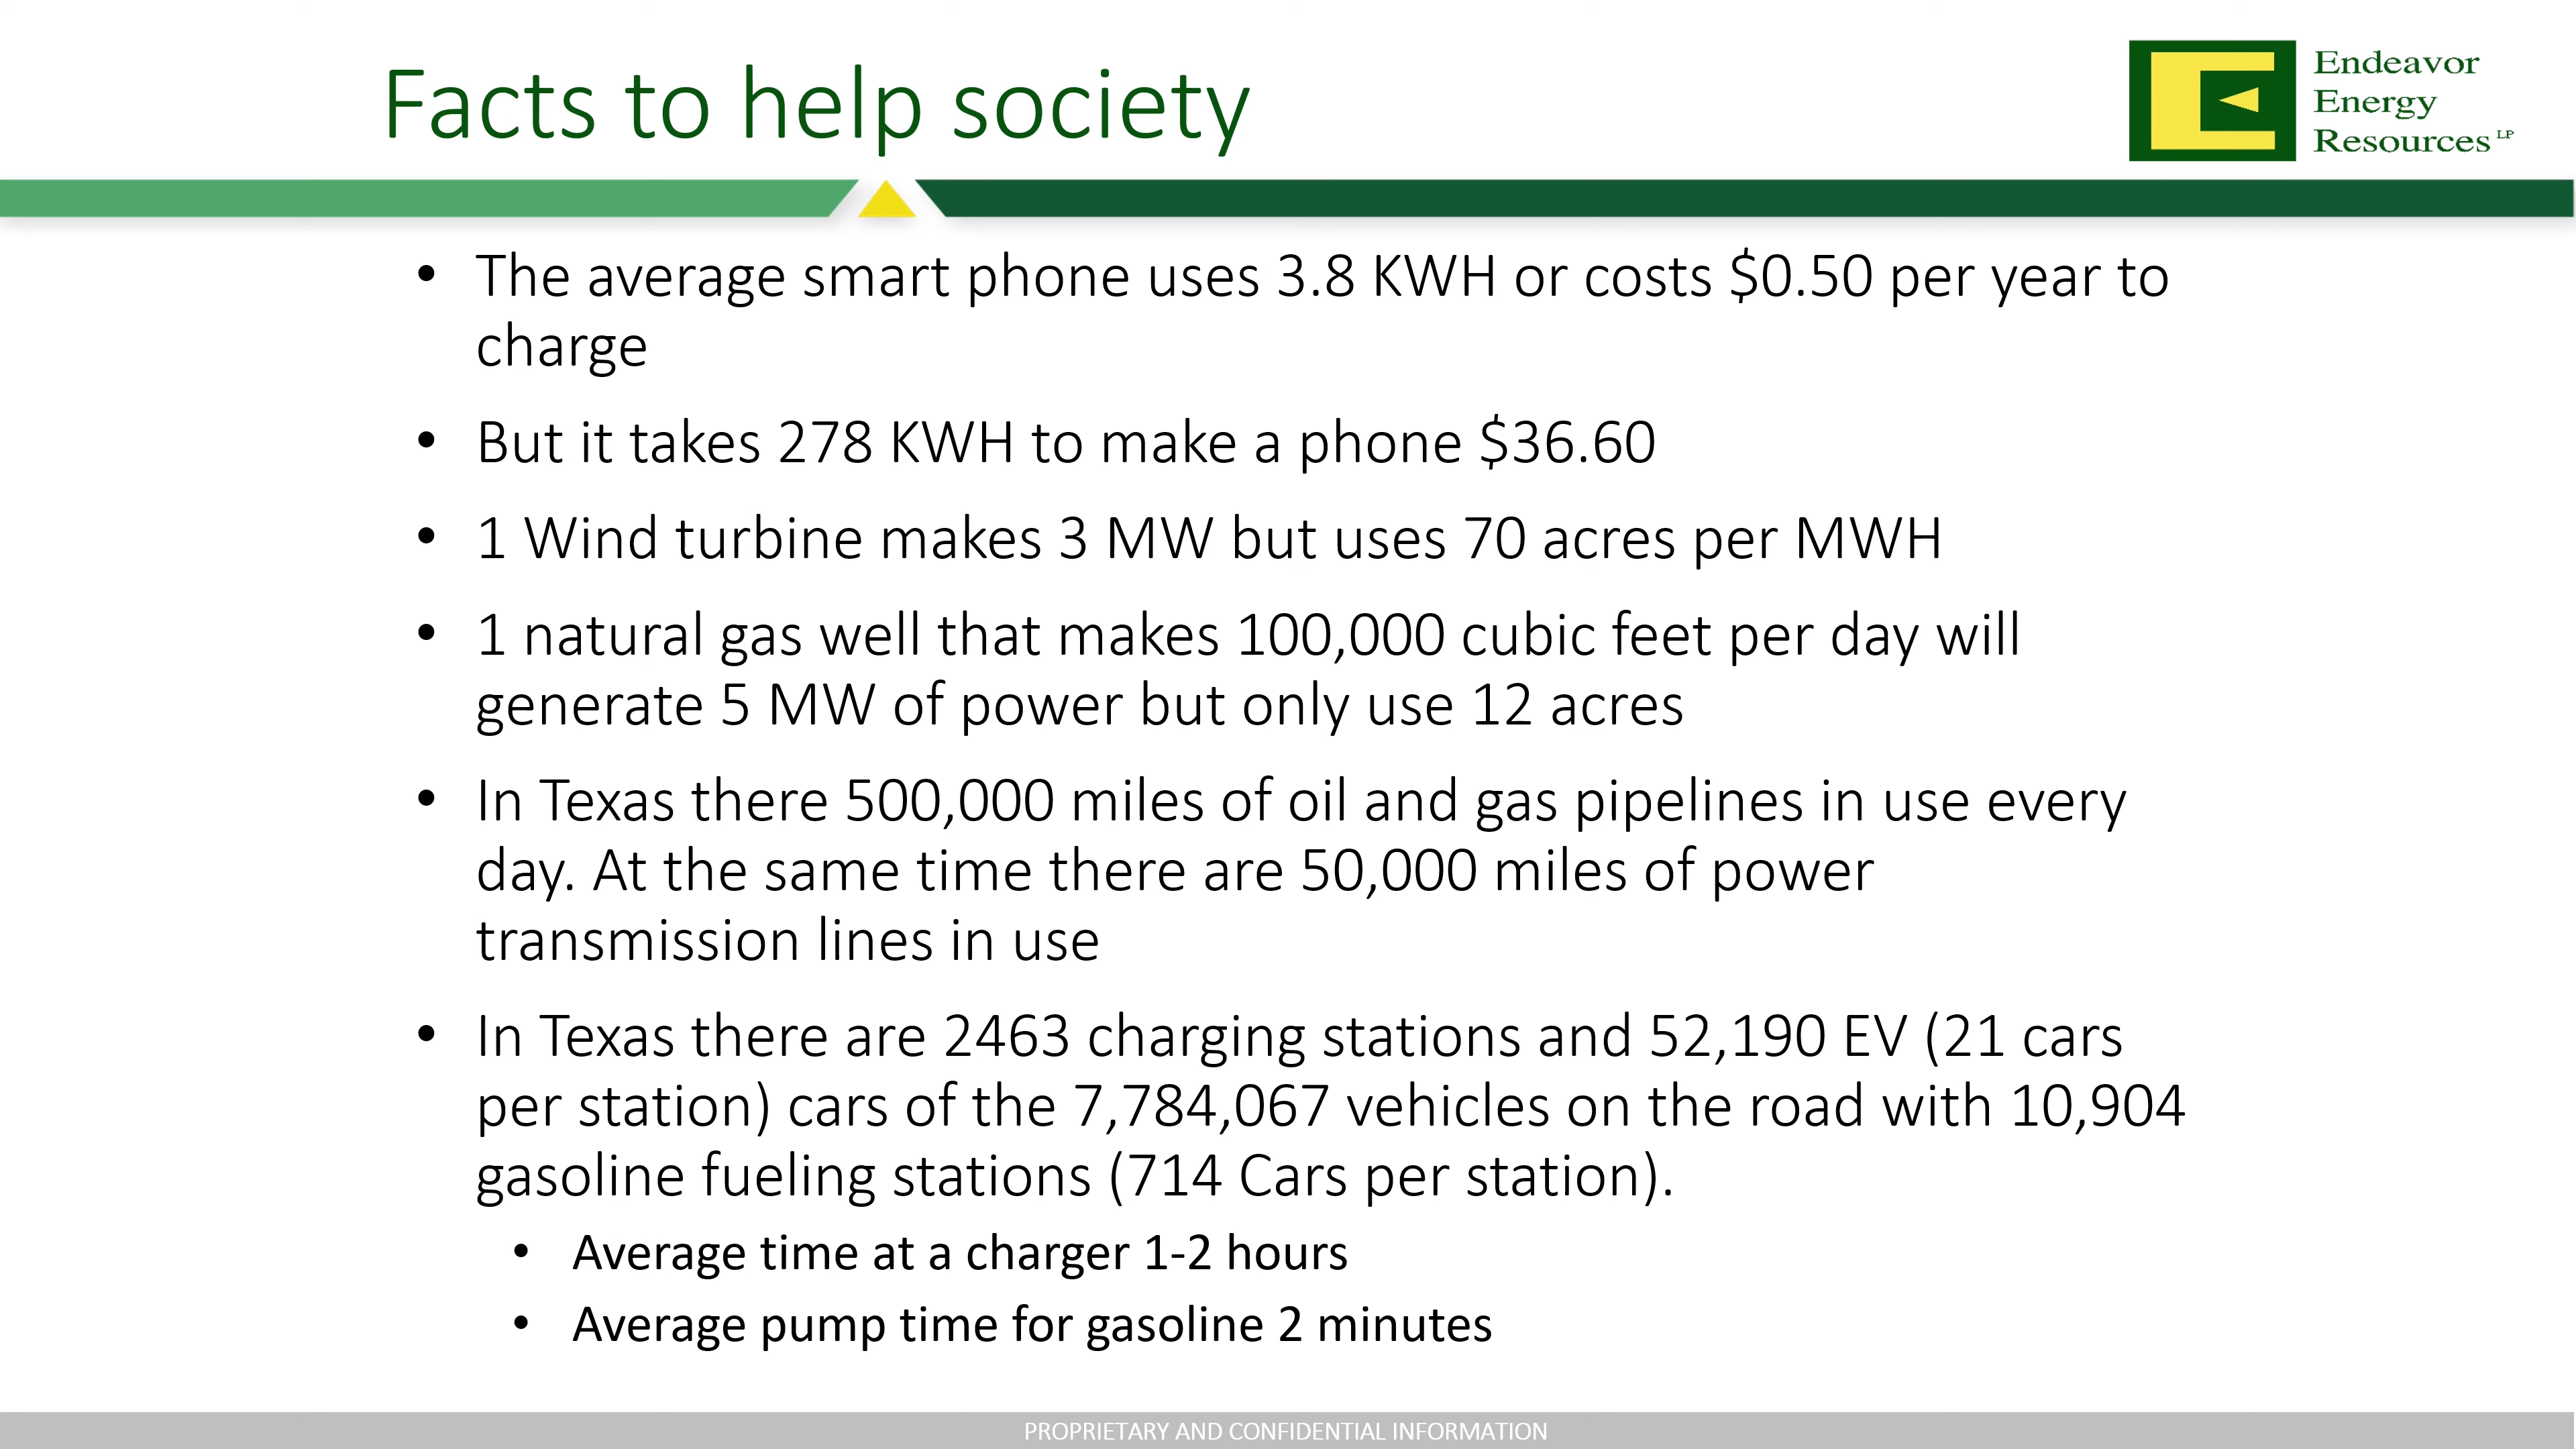 Facts to help society
Endeavor
Energy
Resources LP
• The average smart phone uses 3.8 KWH or costs $0.50 per year to
charge
• But it takes 278 KWH to make a phone $36.60
• 1 Wind turbine makes 3 MW but uses 70 acres per MWH
• 1 natural gas well that makes 100,000 cubic feet per day will
generate 5 MW of power but only use 12 acres
• In Texas there 500,000 miles of oil and gas pipelines in use every
day. At the same time there are 50,000 miles of power
transmission lines in use
• In Texas there are 2463 charging stations and 52,190 EV (21 cars
per station) cars of the 7,784,067 vehicles on the road with 10,904
gasoline fueling stations (714 Cars per station).
• Average time at a charger 1-2 hours
• Average pump time for gasoline 2 minutes
PROPRIETARY AND CONFIDENTIAL INFORMATION